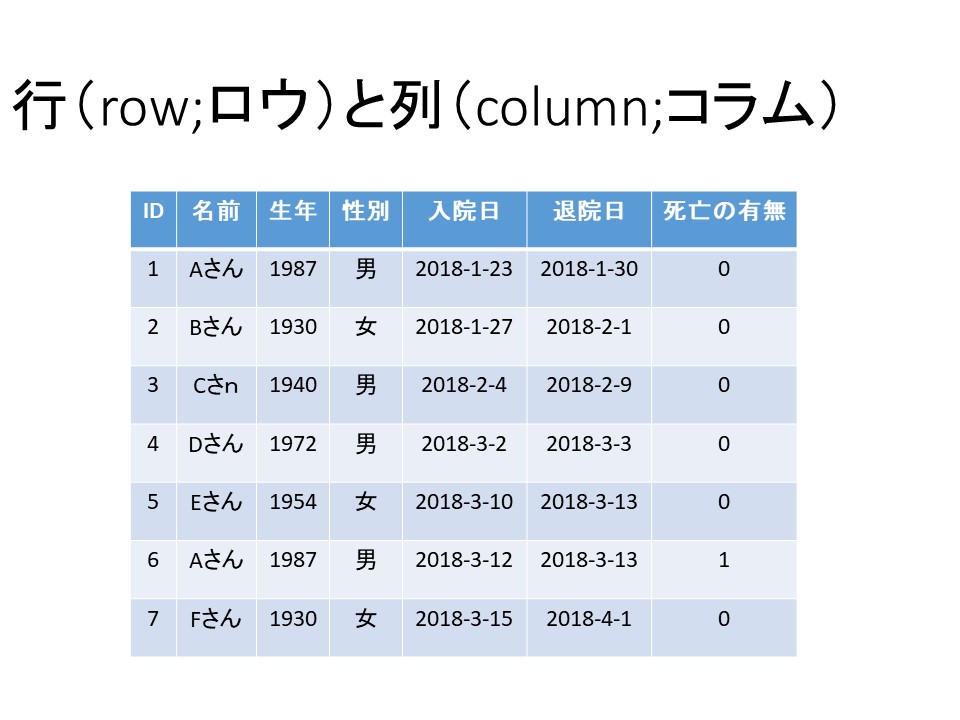 行（row;ロウ）と列（column;コラム）
ID 名前 生年 性別 入院日 退院日 死亡の有無
1 Aさん 1987 男 2018-1-23 2018-1-30 0
2 Bさん 1930 女 2018-1-27 2018-2-1 0
3 Cさｎ 1940 男 2018-2-4 2018-2-9 0
4 Dさん 1972 男 2018-3-2 2018-3-3 0
5 Eさん 1954 女 2018-3-10 2018-3-13 0
6 Aさん 1987 男 2018-3-12 2018-3-13 1
7 Fさん 1930 女 2018-3-15 2018-4-1 0